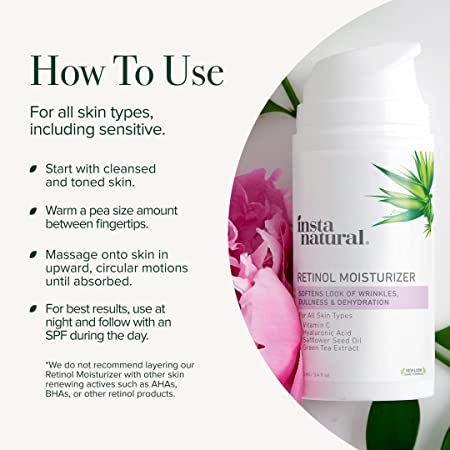 How To Use
For all skin types,
including sensitive.
Start with cleansed
and toned skin.
Warm a pea size amount
between fingertips.
Massage onto skin in
upward, circular motions
until absorbed.
For best results, use at
night and follow with an
SPF during the day.
*We do not recommend layering our
Retinol Moisturizer with other skin
renewing actives such as AHAs,
BHAs, or other retinol products.
insta
natural®
RETINOL MOISTURIZER
SOFTENS LOOK OF WRINKLES,
DULLNESS & DEHYDRATION
For All Skin Types
Vitamin C
Hyaluronic Acid
Safflower Seed Oil
Green Tea Extract